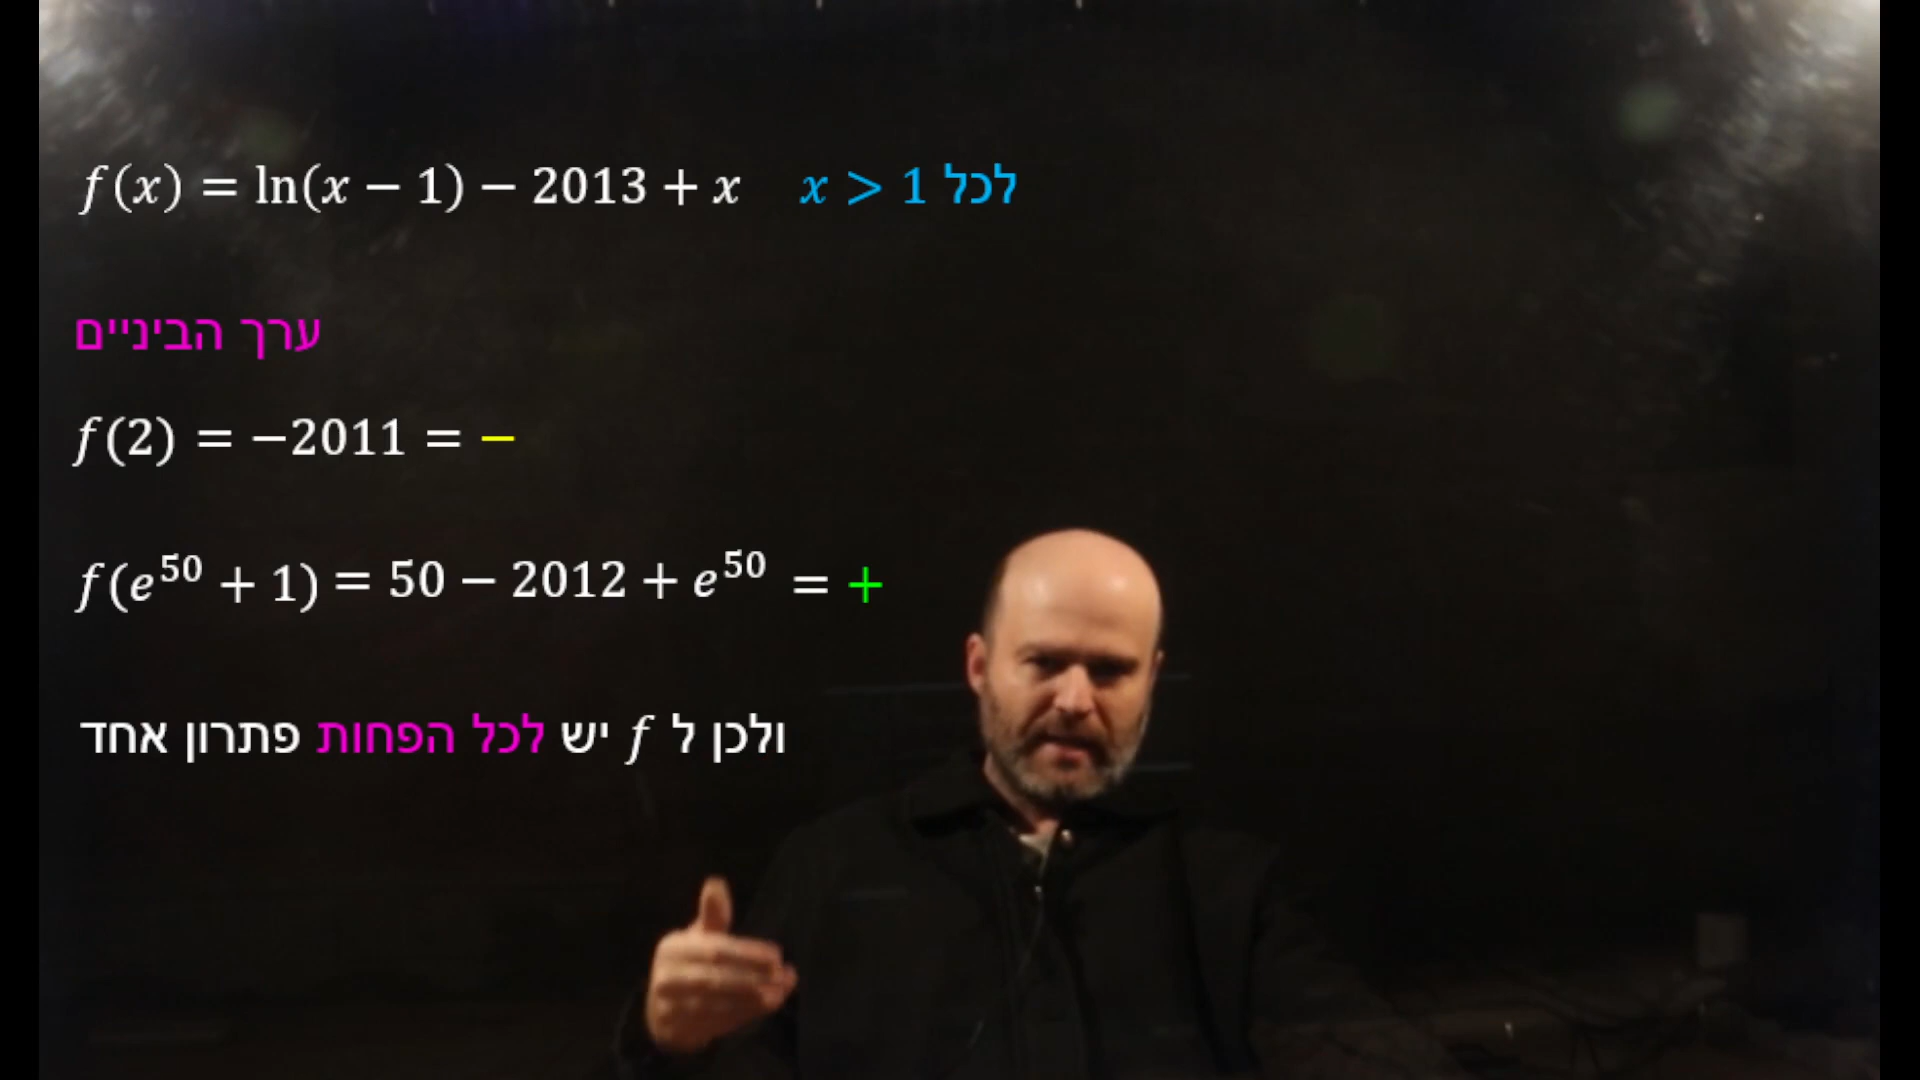 f(x) = ln(x − 1) − 2013 + x   x > 1 לכל
ערך הביניים
f(2) = −2011 = −
f(e^50 + 1) = 50 − 2012 + e^50 = +
ולכן ל f יש לכל הפחות פתרון אחד